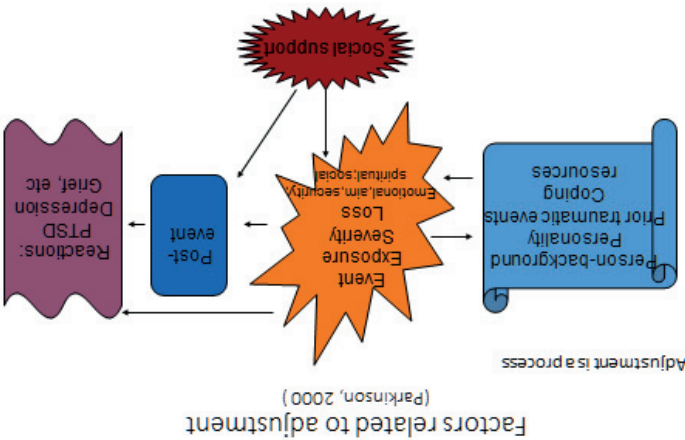 Factors related to adjustment
(Parkinson, 2000 )
Adjustment is a process
Person-background
Personality
Prior traumatic events
Coping
resources
Event
Exposure
Severity
Loss
Emotional,aim,security,
spiritual;social
Post-
event
Reactions:
PTSD
Depression
Grief, etc
Social support